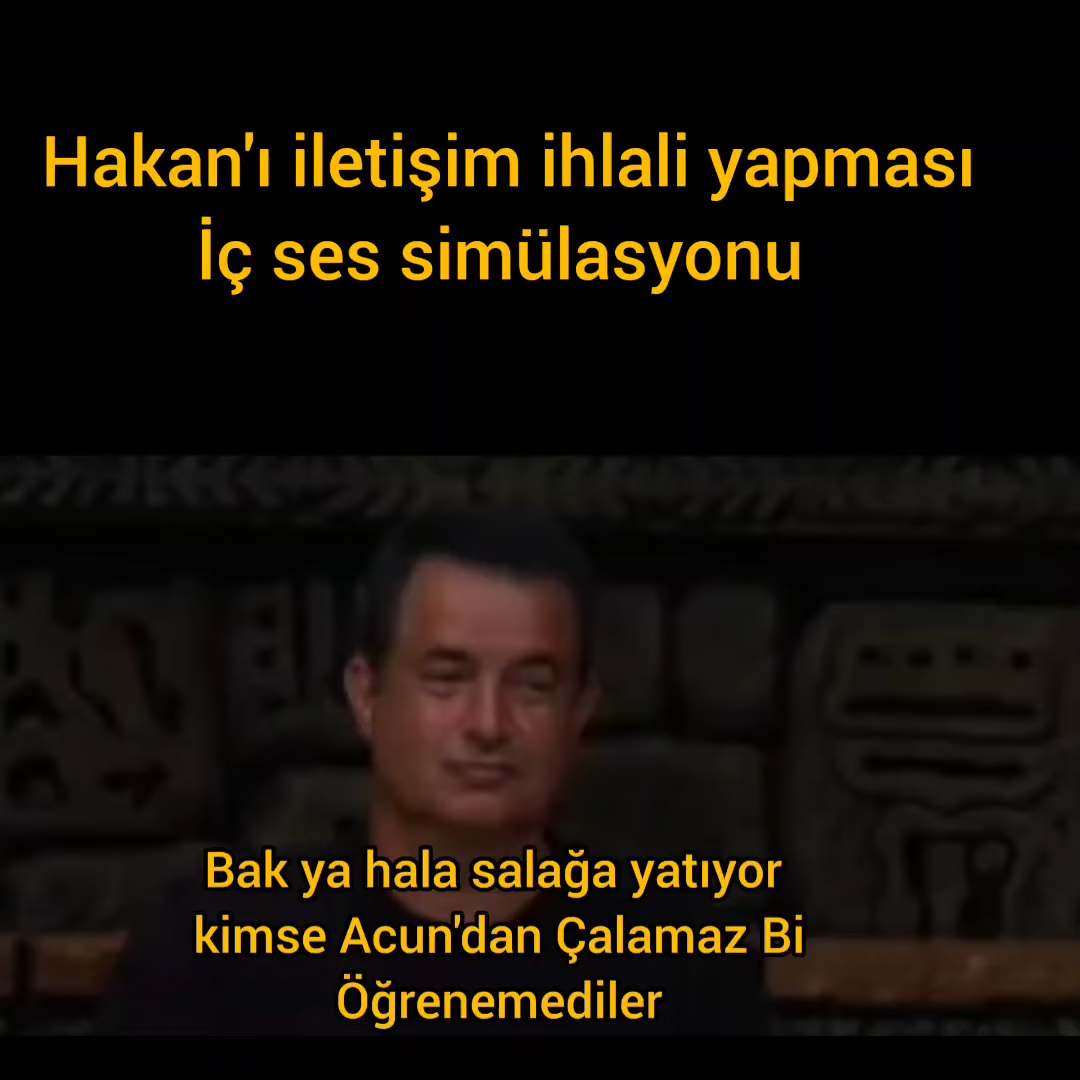 Hakan'ı iletişim ihlali yapması
İç ses simülasyonu
Bak ya hala salağa yatıyor
kimse Acun'dan Çalamaz Bi
Öğrenemediler